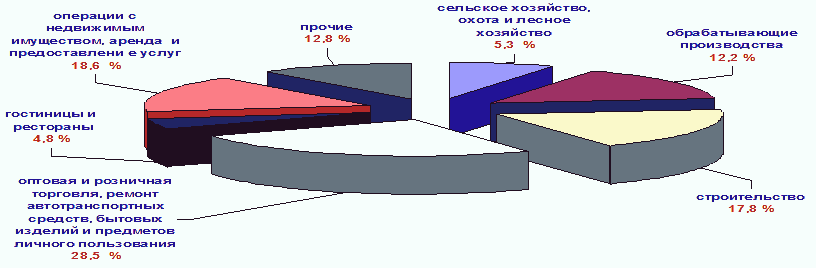 операции с
недвижимым
имуществом, аренда и
предоставлени е услуг
18,6 %
прочие
12,8 %
сельское хозяйство,
охота и лесное
хозяйство
5,3 %
обрабатывающие
производства
12,2 %
гостиницы и
рестораны
4,8 %
оптовая и розничная
торговля, ремонт
автотранспортных
средств, бытовых
изделий и предметов
личного пользования
28,5 %
строительство
17,8 %